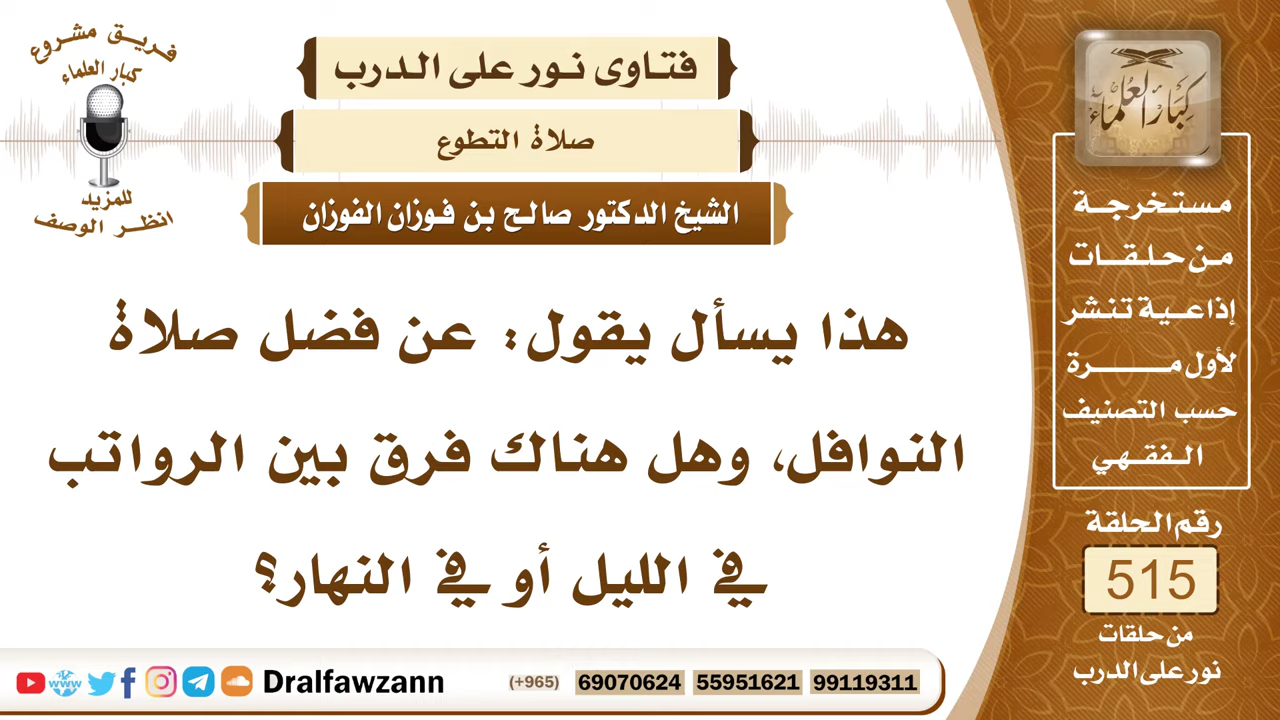 فريق مشروع
كبار العلماء
للمزيد
انظر الوصف
فتاوى نور على الدرب
صلاة التطوع
الشيخ الدكتور صالح بن فوزان الفوزان
هذا يسأل يقول: عن فضل صلاة
النوافل، وهل هناك فرق بين الرواتب
في الليل أو في النهار؟
كبار العلماء
مستخرجة
من حلقات
إذاعية تنشر
لأول مرة
حسب التصنيف
الفقهي
رقم الحلقة
515
من حلقات
نور على الدرب
Dralfawzann (+965) 69070624 55951621 99119311